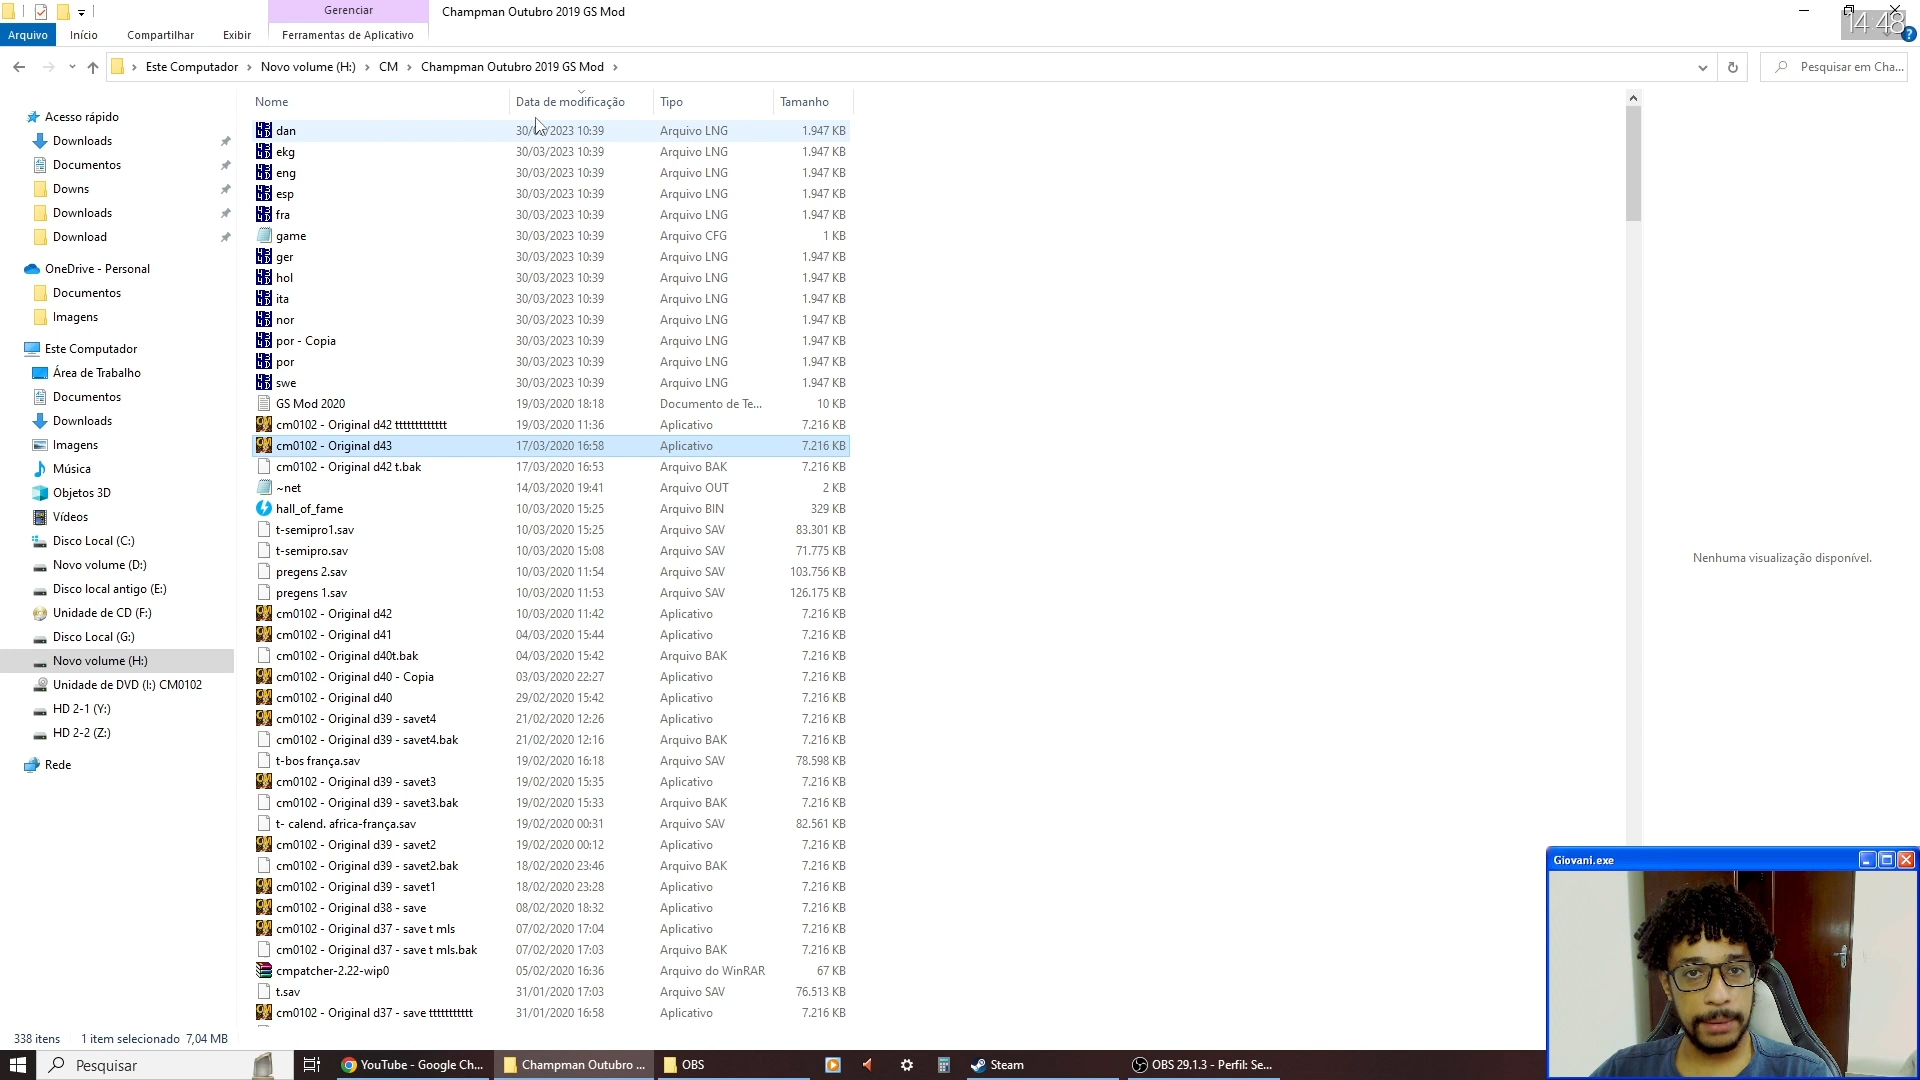 Gerenciar
Champman Outubro 2019 GS Mod
14:48
Arquivo
Início
Compartilhar
Exibir
Ferramentas de Aplicativo
Este Computador
Novo volume (H:)
CM
Champman Outubro 2019 GS Mod
Pesquisar em Cha...
Nome
Data de modificação
Tipo
Tamanho
Acesso rápido
Downloads
Documentos
Downs
Downloads
Download
OneDrive - Personal
Documentos
Imagens
Este Computador
Área de Trabalho
Documentos
Downloads
Imagens
Música
Objetos 3D
Vídeos
Disco Local (C:)
Novo volume (D:)
Disco local antigo (E:)
Unidade de CD (F:)
Disco Local (G:)
Novo volume (H:)
Unidade de DVD (I:) CM0102
HD 2-1 (Y:)
HD 2-2 (Z:)
Rede
dan 30/03/2023 10:39 Arquivo LNG 1.947 KB
ekg 30/03/2023 10:39 Arquivo LNG 1.947 KB
eng 30/03/2023 10:39 Arquivo LNG 1.947 KB
esp 30/03/2023 10:39 Arquivo LNG 1.947 KB
fra 30/03/2023 10:39 Arquivo LNG 1.947 KB
game 30/03/2023 10:39 Arquivo CFG 1 KB
ger 30/03/2023 10:39 Arquivo LNG 1.947 KB
hol 30/03/2023 10:39 Arquivo LNG 1.947 KB
ita 30/03/2023 10:39 Arquivo LNG 1.947 KB
nor 30/03/2023 10:39 Arquivo LNG 1.947 KB
por - Copia 30/03/2023 10:39 Arquivo LNG 1.947 KB
por 30/03/2023 10:39 Arquivo LNG 1.947 KB
swe 30/03/2023 10:39 Arquivo LNG 1.947 KB
GS Mod 2020 19/03/2020 18:18 Documento de Te... 10 KB
cm0102 - Original d42 ttttttttttttt 19/03/2020 11:36 Aplicativo 7.216 KB
cm0102 - Original d43 17/03/2020 16:58 Aplicativo 7.216 KB
cm0102 - Original d42 t.bak 17/03/2020 16:53 Arquivo BAK 7.216 KB
~net 14/03/2020 19:41 Arquivo OUT 2 KB
hall_of_fame 10/03/2020 15:25 Arquivo BIN 329 KB
t-semipro1.sav 10/03/2020 15:25 Arquivo SAV 83.301 KB
t-semipro.sav 10/03/2020 15:08 Arquivo SAV 71.775 KB
pregens 2.sav 10/03/2020 11:54 Arquivo SAV 103.756 KB
pregens 1.sav 10/03/2020 11:53 Arquivo SAV 126.175 KB
cm0102 - Original d42 10/03/2020 11:42 Aplicativo 7.216 KB
cm0102 - Original d41 04/03/2020 15:44 Aplicativo 7.216 KB
cm0102 - Original d40t.bak 04/03/2020 15:42 Arquivo BAK 7.216 KB
cm0102 - Original d40 - Copia 03/03/2020 22:27 Aplicativo 7.216 KB
cm0102 - Original d40 29/02/2020 15:42 Aplicativo 7.216 KB
cm0102 - Original d39 - savet4 21/02/2020 12:26 Aplicativo 7.216 KB
cm0102 - Original d39 - savet4.bak 21/02/2020 12:16 Arquivo BAK 7.216 KB
t-bos frança.sav 19/02/2020 16:18 Arquivo SAV 78.598 KB
cm0102 - Original d39 - savet3 19/02/2020 15:35 Aplicativo 7.216 KB
cm0102 - Original d39 - savet3.bak 19/02/2020 15:33 Arquivo BAK 7.216 KB
t- calend. africa-frança.sav 19/02/2020 00:31 Arquivo SAV 82.561 KB
cm0102 - Original d39 - savet2 19/02/2020 00:12 Aplicativo 7.216 KB
cm0102 - Original d39 - savet2.bak 18/02/2020 23:46 Arquivo BAK 7.216 KB
cm0102 - Original d39 - savet1 18/02/2020 23:28 Aplicativo 7.216 KB
cm0102 - Original d38 - save 08/02/2020 18:32 Aplicativo 7.216 KB
cm0102 - Original d37 - save t mls 07/02/2020 17:04 Aplicativo 7.216 KB
cm0102 - Original d37 - save t mls.bak 07/02/2020 17:03 Arquivo BAK 7.216 KB
cmpatcher-2.22-wip0 05/02/2020 16:36 Arquivo do WinRAR 67 KB
t.sav 31/01/2020 17:03 Arquivo SAV 76.513 KB
cm0102 - Original d37 - save ttttttttttt 31/01/2020 16:58 Aplicativo 7.216 KB
Nenhuma visualização disponível.
Giovani.exe
338 itens
1 item selecionado 7,04 MB
Pesquisar
YouTube - Google Ch...
Champman Outubro ...
OBS
Steam
OBS 29.1.3 - Perfil: Se...